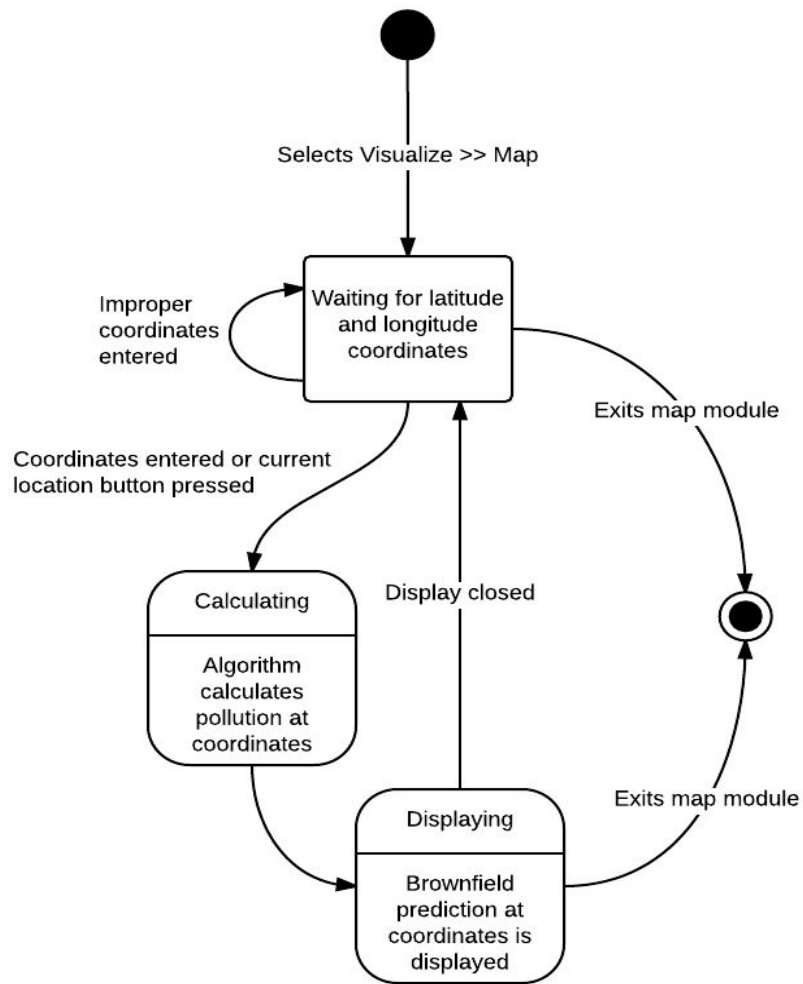 Selects Visualize >> Map
Waiting for latitude
and longitude
coordinates
Improper
coordinates
entered
Exits map module
Coordinates entered or current
location button pressed
Calculating
Algorithm
calculates
pollution at
coordinates
Display closed
Displaying
Brownfield
prediction at
coordinates is
displayed
Exits map module